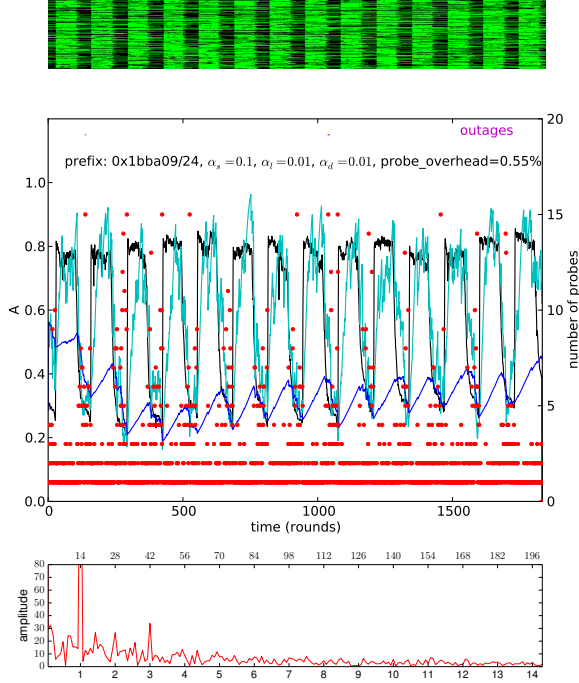 20
outages
prefix: 0x1bba09/24, αs=0.1, αl=0.01, αd=0.01, probe_overhead=0.55%
1.0
15
0.8
A
0.6
10
number of probes
0.4
5
0.2
0.0
0
0 500 1000 1500
time (rounds)
14 28 42 56 70 84 98 112 126 140 154 168 182 196
80
70
60
50
40
30
20
10
0
amplitude
1 2 3 4 5 6 7 8 9 10 11 12 13 14